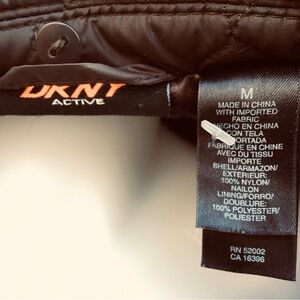 DKNY
ACTIVE
M
MADE IN CHINA
WITH IMPORTED
FABRIC
HECHO EN CHINA
CON TELA
FABRIQUE EN CHINE
AVEC DU TISSU
IMPORTE
SHELL/ARMAZON/
EXTERIEUR:
100% NYLON/
NAILON
LINING/FORRO/
DOUBLURE:
100% POLYESTER/
POLIESTER
RN 52002
CA 16396